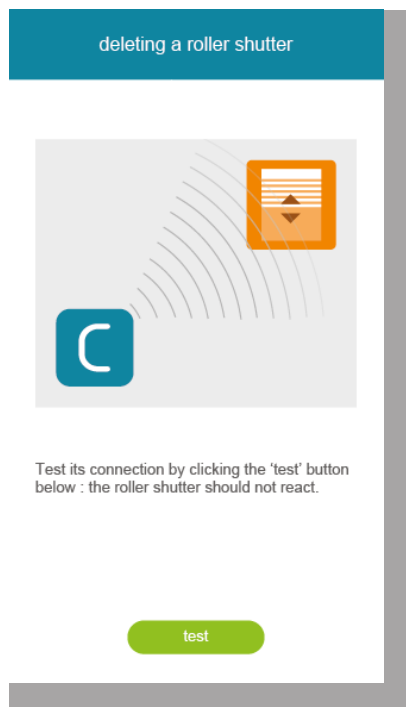 deleting a roller shutter
C
Test its connection by clicking the ‘test’ button
below : the roller shutter should not react.
test